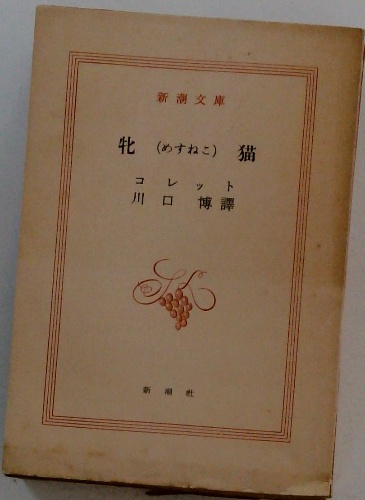 新潮文庫
牝(めすねこ)猫
コレット
川口博譯
新潮社